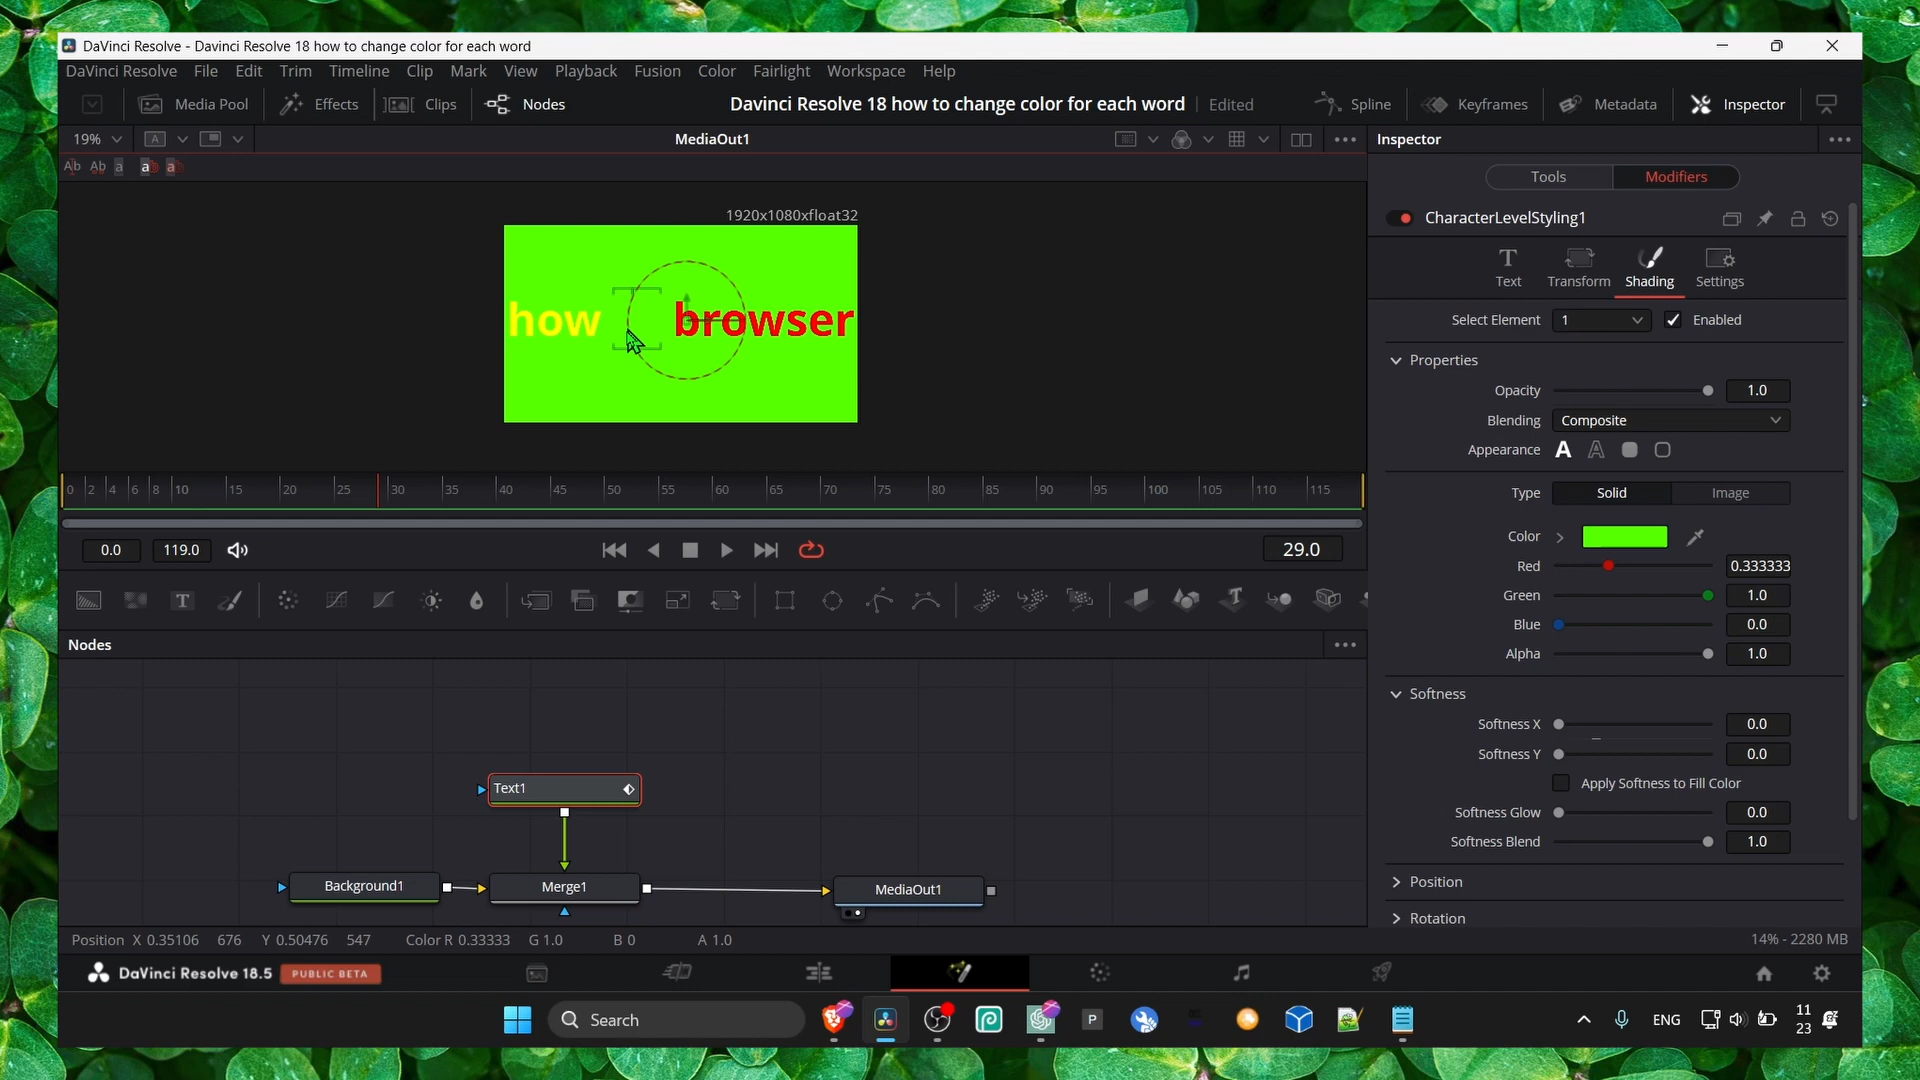 DaVinci Resolve - Davinci Resolve 18 how to change color for each word
DaVinci Resolve File Edit Trim Timeline Clip Mark View Playback Fusion Color Fairlight Workspace Help
Media Pool Effects Clips Nodes Davinci Resolve 18 how to change color for each word Edited Spline Keyframes Metadata Inspector
19% A MediaOut1 Inspector
Ab Ab a a a
Tools Modifiers
1920x1080xfloat32
CharacterLevelStyling1
Text Transform Shading Settings
how browser
Select Element 1 Enabled
Properties
Opacity 1.0
Blending Composite
Appearance A A
0 2 4 6 8 10 15 20 25 30 35 40 45 50 55 60 65 70 75 80 85 90 95 100 105 110 115
Type Solid Image
Color
0.0 119.0 29.0
Red 0.333333
Green 1.0
Blue 0.0
Alpha 1.0
Nodes
Softness
Softness X 0.0
Softness Y 0.0
Apply Softness to Fill Color
Softness Glow 0.0
Softness Blend 1.0
Text1
Background1 Merge1 MediaOut1
Position
Rotation
Position X 0.35106 676 Y 0.50476 547 Color R 0.33333 G 1.0 B 0 A 1.0 14% - 2280 MB
DaVinci Resolve 18.5 PUBLIC BETA
Search P ENG 11
23